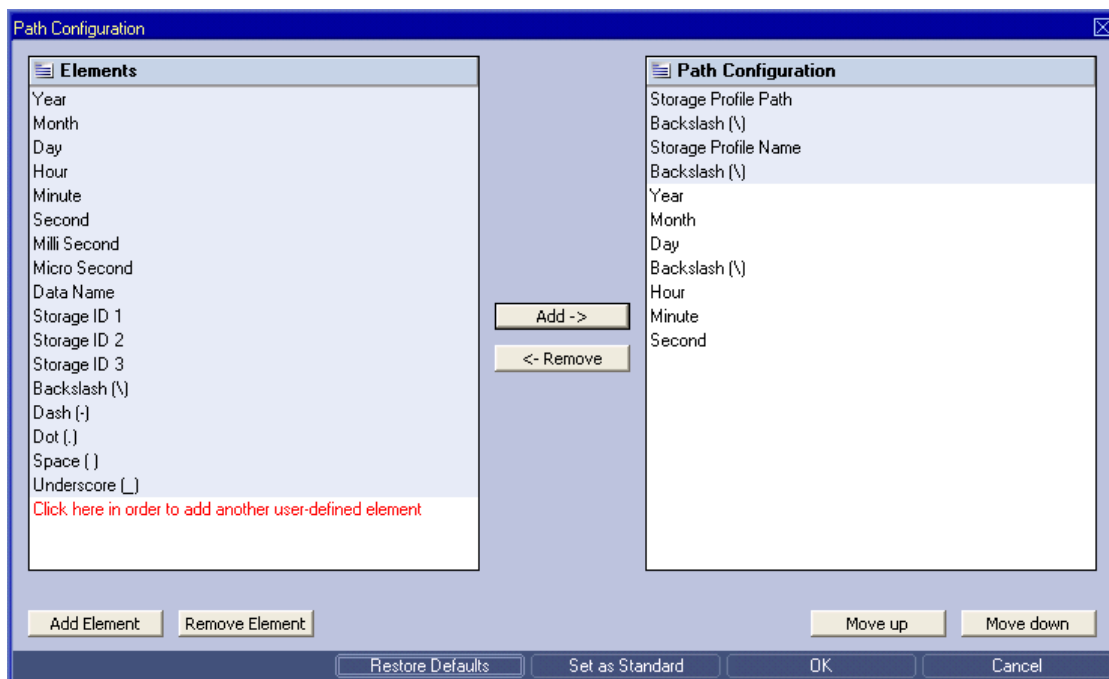 Path Configuration
Elements
Year
Month
Day
Hour
Minute
Second
Milli Second
Micro Second
Data Name
Storage ID 1
Storage ID 2
Storage ID 3
Backslash (\)
Dash (-)
Dot (.)
Space ( )
Underscore (_)
Click here in order to add another user-defined element
Add ->
<- Remove
Path Configuration
Storage Profile Path
Backslash (\)
Storage Profile Name
Backslash (\)
Year
Month
Day
Backslash (\)
Hour
Minute
Second
Add Element
Remove Element
Move up
Move down
Restore Defaults
Set as Standard
OK
Cancel